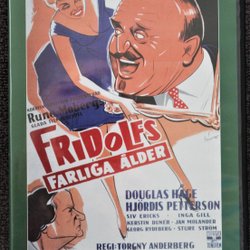 Rune Moberg
FRIDOLFS
FARLIGA ÅLDER
DOUGLAS HÅGE
HJÖRDIS PETTERSON
SIV ERICKS · INGA GILL
KERSTIN DUNÉR · JAN MOLANDER
GEORG RYDEBERG · STURE STRÖM
REGI: TORGNY ANDERBERG